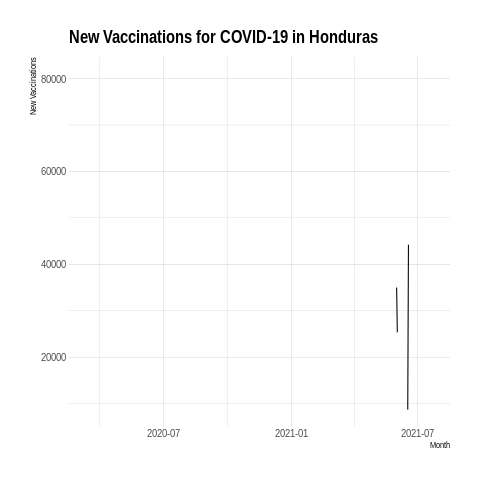 New Vaccinations for COVID-19 in Honduras
New Vaccinations
80000
60000
40000
20000
2020-07
2021-01
2021-07
Month